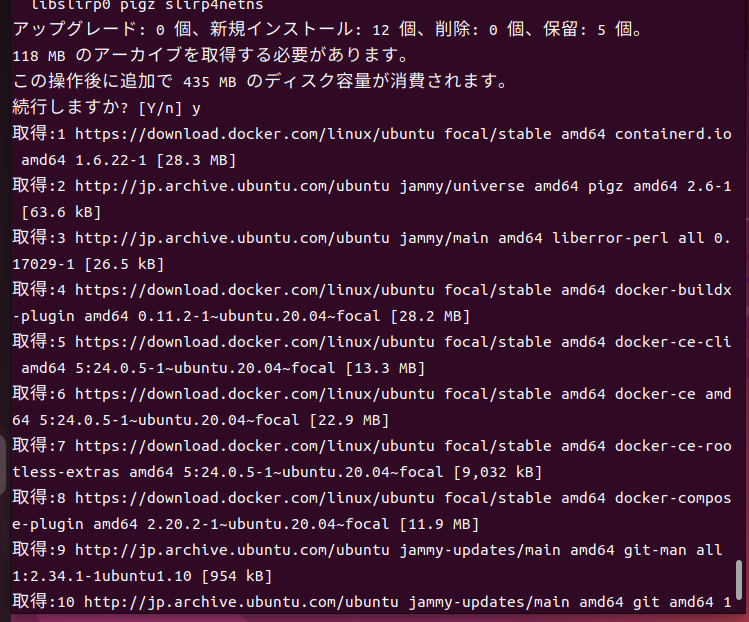 libslirp0 pigz slirp4netns
アップグレード: 0 個、新規インストール: 12 個、削除: 0 個、保留: 5 個。
118 MB のアーカイブを取得する必要があります。
この操作後に追加で 435 MB のディスク容量が消費されます。
続行しますか? [Y/n] y
取得:1 https://download.docker.com/linux/ubuntu focal/stable amd64 containerd.io
amd64 1.6.22-1 [28.3 MB]
取得:2 http://jp.archive.ubuntu.com/ubuntu jammy/universe amd64 pigz amd64 2.6-1
[63.6 kB]
取得:3 http://jp.archive.ubuntu.com/ubuntu jammy/main amd64 liberror-perl all 0.
17029-1 [26.5 kB]
取得:4 https://download.docker.com/linux/ubuntu focal/stable amd64 docker-buildx
-plugin amd64 0.11.2-1~ubuntu.20.04~focal [28.2 MB]
取得:5 https://download.docker.com/linux/ubuntu focal/stable amd64 docker-ce-cli
amd64 5:24.0.5-1~ubuntu.20.04~focal [13.3 MB]
取得:6 https://download.docker.com/linux/ubuntu focal/stable amd64 docker-ce amd
64 5:24.0.5-1~ubuntu.20.04~focal [22.9 MB]
取得:7 https://download.docker.com/linux/ubuntu focal/stable amd64 docker-ce-roo
tless-extras amd64 5:24.0.5-1~ubuntu.20.04~focal [9,032 kB]
取得:8 https://download.docker.com/linux/ubuntu focal/stable amd64 docker-compos
e-plugin amd64 2.20.2-1~ubuntu.20.04~focal [11.9 MB]
取得:9 http://jp.archive.ubuntu.com/ubuntu jammy-updates/main amd64 git-man all
1:2.34.1-1ubuntu1.10 [954 kB]
取得:10 http://jp.archive.ubuntu.com/ubuntu jammy-updates/main amd64 git amd64 1